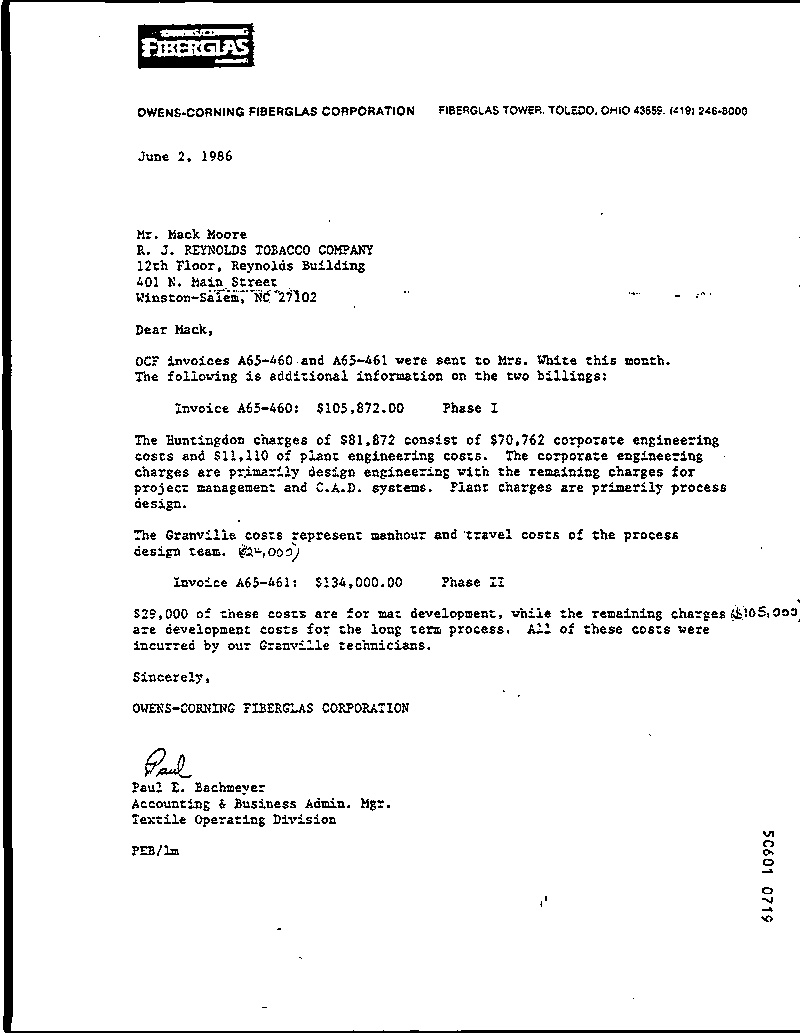 OWENS-CORNING
FIBERGLAS
OWENS-CORNING FIBERGLAS CORPORATION FIBERGLAS TOWER, TOLEDO, OHIO 43659. (419) 246-8000
June 2, 1986
Mr. Mack Moore
R. J. REYNOLDS TOBACCO COMPANY
12th Floor, Reynolds Building
401 N. Main Street
Winston-Salem, NC 27102
Dear Mack,
OCF invoices A65-460 and A65-461 were sent to Mrs. White this month.
The following is additional information on the two billings:
Invoice A65-460: $105,872.00 Phase I
The Huntingdon charges of $81,872 consist of $70,762 corporate engineering
costs and $11,110 of plant engineering costs. The corporate engineering
charges are primarily design engineering with the remaining charges for
project management and C.A.D. systems. Plant charges are primerily process
design.
The Granville costs represent manhour and travel costs of the process
design team. ($24,000)
Invoice A65-461: $134,000.00 Phase II
$29,000 of these costs are for mat development, while the remaining charges ($105,000)
are development costs for the long term process. All of these costs were
incurred by our Granville technicians.
Sincerely,
OWENS-CORNING FIBERGLAS CORPORATION
Paul
Paul E. Bachmeyer
Accounting & Business Admin. Mgr.
Textile Operating Division
PEB/lm
50601 0719